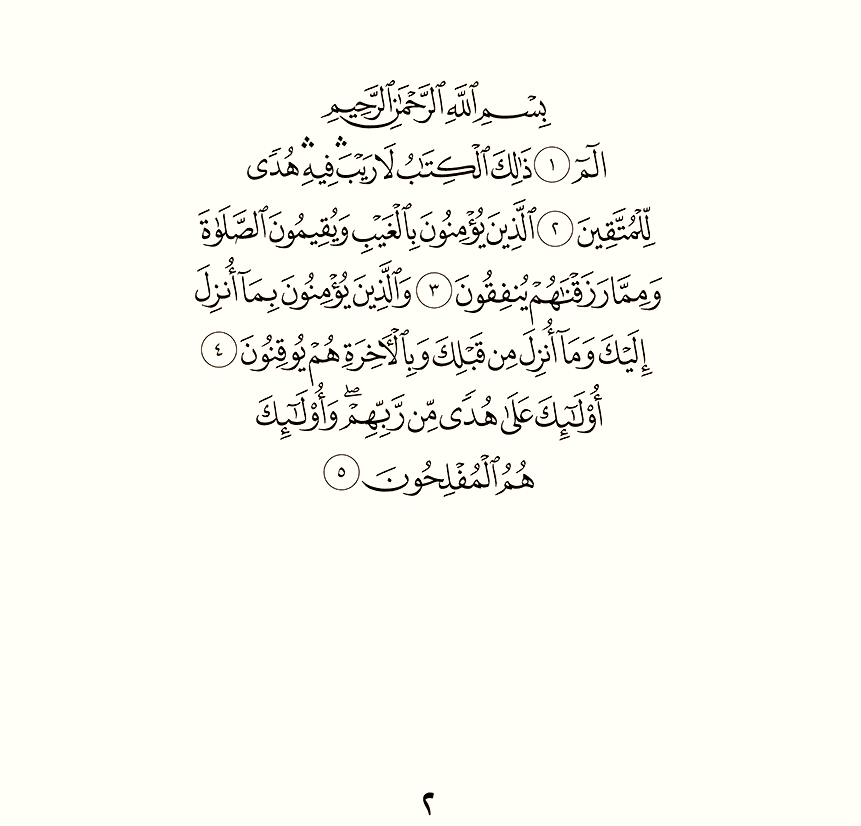 بِسۡمِ ٱللَّهِ ٱلرَّحۡمَٰنِ ٱلرَّحِيمِ
الٓمٓ ١ ذَٰلِكَ ٱلۡكِتَٰبُ لَا رَيۡبَۛ فِيهِۛ هُدٗى
لِّلۡمُتَّقِينَ ٢ ٱلَّذِينَ يُؤۡمِنُونَ بِٱلۡغَيۡبِ وَيُقِيمُونَ ٱلصَّلَوٰةَ
وَمِمَّا رَزَقۡنَٰهُمۡ يُنفِقُونَ ٣ وَٱلَّذِينَ يُؤۡمِنُونَ بِمَآ أُنزِلَ
إِلَيۡكَ وَمَآ أُنزِلَ مِن قَبۡلِكَ وَبِٱلۡأٓخِرَةِ هُمۡ يُوقِنُونَ ٤
أُوْلَٰٓئِكَ عَلَىٰ هُدٗى مِّن رَّبِّهِمۡۖ وَأُوْلَٰٓئِكَ
هُمُ ٱلۡمُفۡلِحُونَ ٥
٢